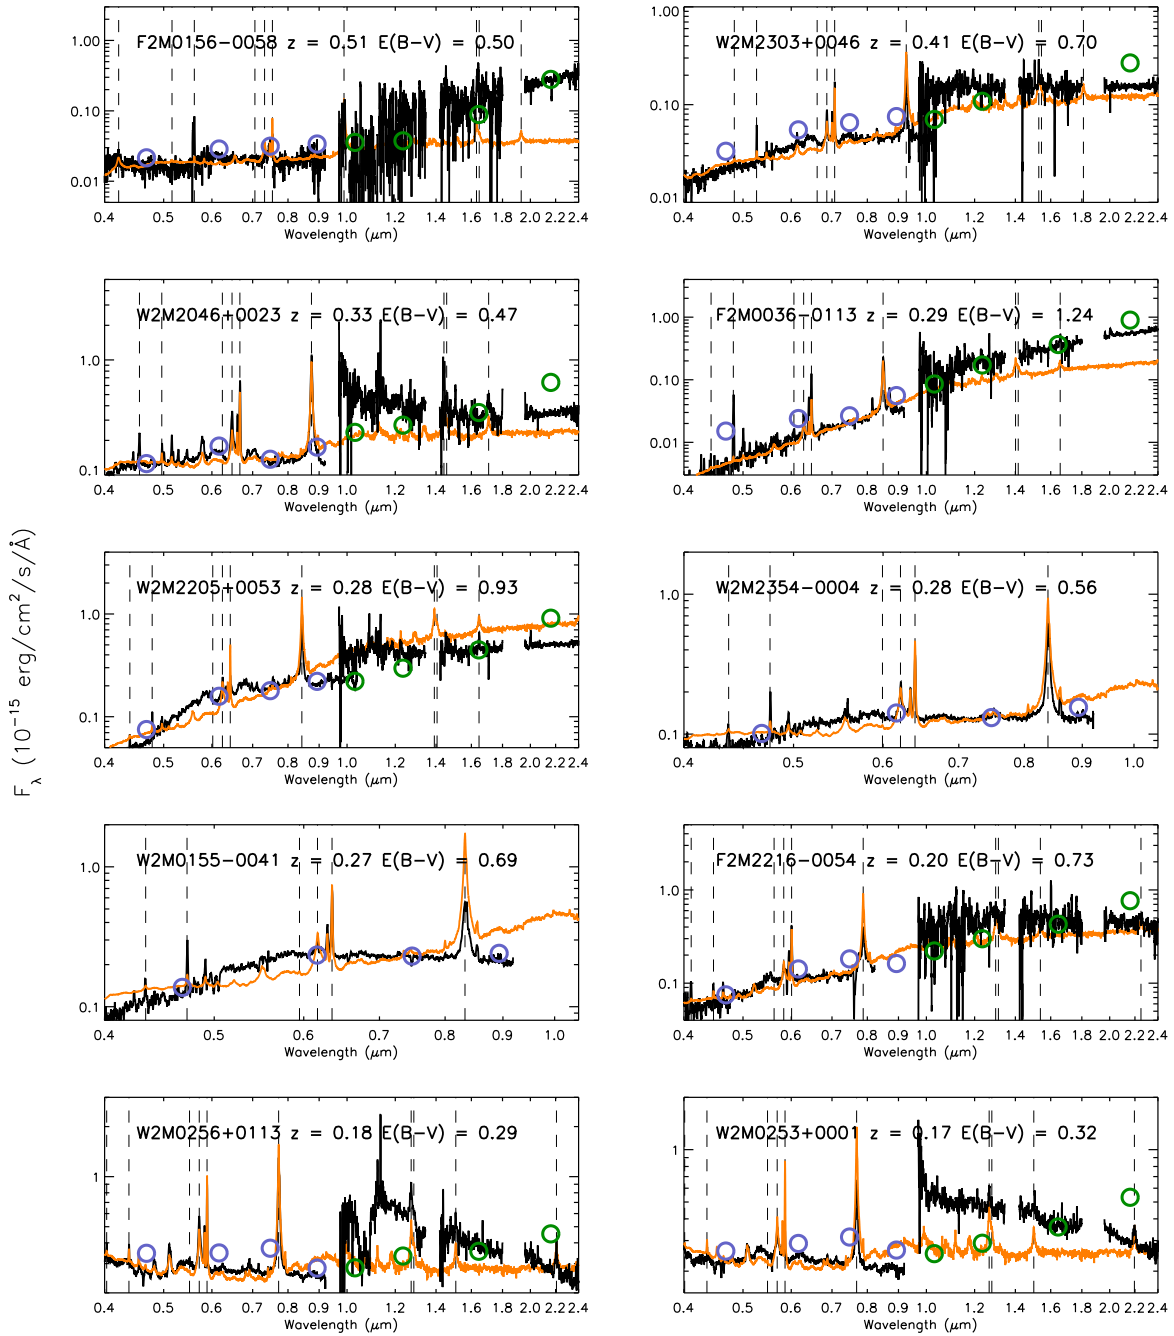 F2M0156-0058 z = 0.51 E(B-V) = 0.50
1.00
0.10
0.01
0.4 0.5 0.6 0.7 0.8 0.9 1.0 1.2 1.4 1.6 1.8 2.0 2.2 2.4
Wavelength (μm)
W2M2303+0046 z = 0.41 E(B-V) = 0.70
1.00
0.10
0.01
0.4 0.5 0.6 0.7 0.8 0.9 1.0 1.2 1.4 1.6 1.8 2.0 2.2 2.4
Wavelength (μm)
W2M2046+0023 z = 0.33 E(B-V) = 0.47
1.0
0.1
0.4 0.5 0.6 0.7 0.8 0.9 1.0 1.2 1.4 1.6 1.8 2.0 2.2 2.4
Wavelength (μm)
F2M0036-0113 z = 0.29 E(B-V) = 1.24
1.00
0.10
0.01
0.4 0.5 0.6 0.7 0.8 0.9 1.0 1.2 1.4 1.6 1.8 2.0 2.2 2.4
Wavelength (μm)
F_λ (10⁻¹⁵ erg/cm²/s/Å)
W2M2205+0053 z = 0.28 E(B-V) = 0.93
1.0
0.1
0.4 0.5 0.6 0.7 0.8 0.9 1.0 1.2 1.4 1.6 1.8 2.0 2.2 2.4
Wavelength (μm)
W2M2354-0004 z = 0.28 E(B-V) = 0.56
1.0
0.1
0.4 0.5 0.6 0.7 0.8 0.9 1.0
Wavelength (μm)
W2M0155-0041 z = 0.27 E(B-V) = 0.69
1.0
0.1
0.4 0.5 0.6 0.7 0.8 0.9 1.0
Wavelength (μm)
F2M2216-0054 z = 0.20 E(B-V) = 0.73
1.0
0.1
0.4 0.5 0.6 0.7 0.8 0.9 1.0 1.2 1.4 1.6 1.8 2.0 2.2 2.4
Wavelength (μm)
W2M0256+0113 z = 0.18 E(B-V) = 0.29
1
0.4 0.5 0.6 0.7 0.8 0.9 1.0 1.2 1.4 1.6 1.8 2.0 2.2 2.4
Wavelength (μm)
W2M0253+0001 z = 0.17 E(B-V) = 0.32
1
0.4 0.5 0.6 0.7 0.8 0.9 1.0 1.2 1.4 1.6 1.8 2.0 2.2 2.4
Wavelength (μm)